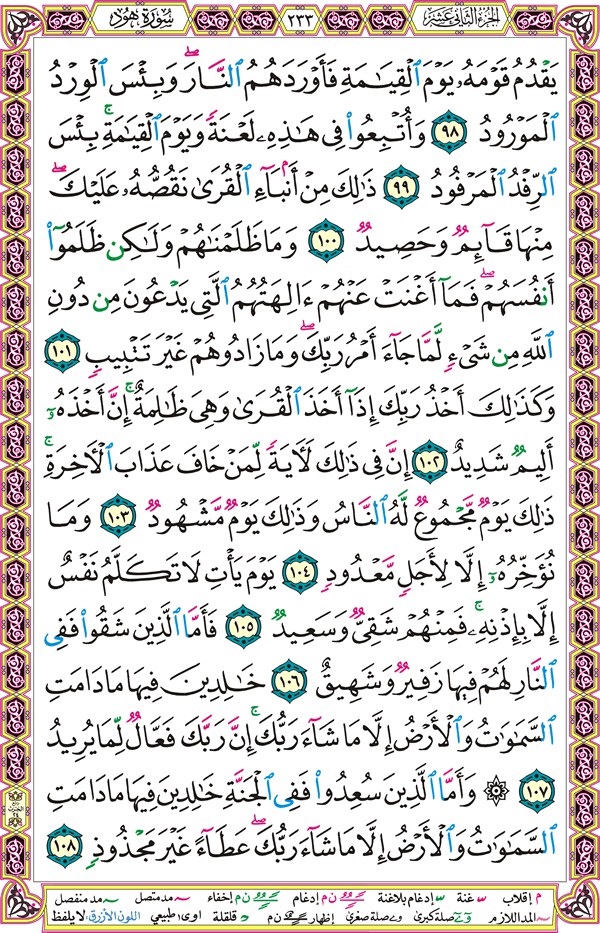 الجزء الثاني عشر ٢٣٣ سورة هود
يَقْدُمُ قَوْمَهُۥ يَوْمَ ٱلْقِيَـٰمَةِ فَأَوْرَدَهُمُ ٱلنَّارَ ۖ وَبِئْسَ ٱلْوِرْدُ
ٱلْمَوْرُودُ ٩٨ وَأُتْبِعُوا۟ فِى هَـٰذِهِۦ لَعْنَةً وَيَوْمَ ٱلْقِيَـٰمَةِ ۚ بِئْسَ
ٱلرِّفْدُ ٱلْمَرْفُودُ ٩٩ ذَٰلِكَ مِنْ أَنۢبَآءِ ٱلْقُرَىٰ نَقُصُّهُۥ عَلَيْكَ ۖ
مِنْهَا قَآئِمٌ وَحَصِيدٌ ١٠٠ وَمَا ظَلَمْنَـٰهُمْ وَلَـٰكِن ظَلَمُوٓا۟
أَنفُسَهُمْ ۖ فَمَآ أَغْنَتْ عَنْهُمْ ءَالِهَتُهُمُ ٱلَّتِى يَدْعُونَ مِن دُونِ
ٱللَّهِ مِن شَىْءٍ لَّمَّا جَآءَ أَمْرُ رَبِّكَ ۖ وَمَا زَادُوهُمْ غَيْرَ تَتْبِيبٍ ١٠١
وَكَذَٰلِكَ أَخْذُ رَبِّكَ إِذَآ أَخَذَ ٱلْقُرَىٰ وَهِىَ ظَـٰلِمَةٌ ۚ إِنَّ أَخْذَهُۥٓ
أَلِيمٌ شَدِيدٌ ١٠٢ إِنَّ فِى ذَٰلِكَ لَـَٔايَةً لِّمَنْ خَافَ عَذَابَ ٱلْـَٔاخِرَةِ ۚ
ذَٰلِكَ يَوْمٌ مَّجْمُوعٌ لَّهُ ٱلنَّاسُ وَذَٰلِكَ يَوْمٌ مَّشْهُودٌ ١٠٣ وَمَا
نُؤَخِّرُهُۥٓ إِلَّا لِأَجَلٍ مَّعْدُودٍ ١٠٤ يَوْمَ يَأْتِ لَا تَكَلَّمُ نَفْسٌ
إِلَّا بِإِذْنِهِۦ ۚ فَمِنْهُمْ شَقِىٌّ وَسَعِيدٌ ١٠٥ فَأَمَّا ٱلَّذِينَ شَقُوا۟ فَفِى
ٱلنَّارِ لَهُمْ فِيهَا زَفِيرٌ وَشَهِيقٌ ١٠٦ خَـٰلِدِينَ فِيهَا مَا دَامَتِ
ٱلسَّمَـٰوَٰتُ وَٱلْأَرْضُ إِلَّا مَا شَآءَ رَبُّكَ ۚ إِنَّ رَبَّكَ فَعَّالٌ لِّمَا يُرِيدُ
١٠٧ ۞ وَأَمَّا ٱلَّذِينَ سُعِدُوا۟ فَفِى ٱلْجَنَّةِ خَـٰلِدِينَ فِيهَا مَا دَامَتِ
ٱلسَّمَـٰوَٰتُ وَٱلْأَرْضُ إِلَّا مَا شَآءَ رَبُّكَ ۖ عَطَآءً غَيْرَ مَجْذُوذٍ ١٠٨
م إقلاب غنة إدغام بلاغنة ن م إدغام ن م إخفاء مد متصل مد منفصل
المد اللازم صلة كبرى صلة صغرى إظهار ن م قلقلة اوى طبيعي اللون الأزرق: لا يلفظ